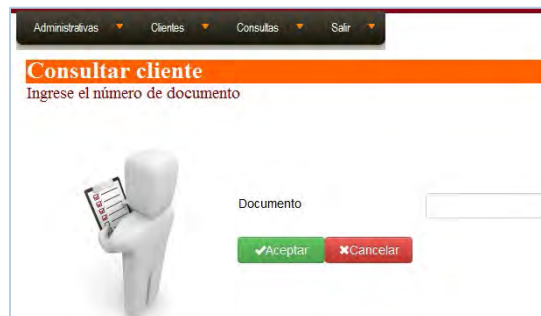 Administrativas Clientes Consultas Salir
Consultar cliente
Ingrese el número de documento
Documento
Aceptar Cancelar